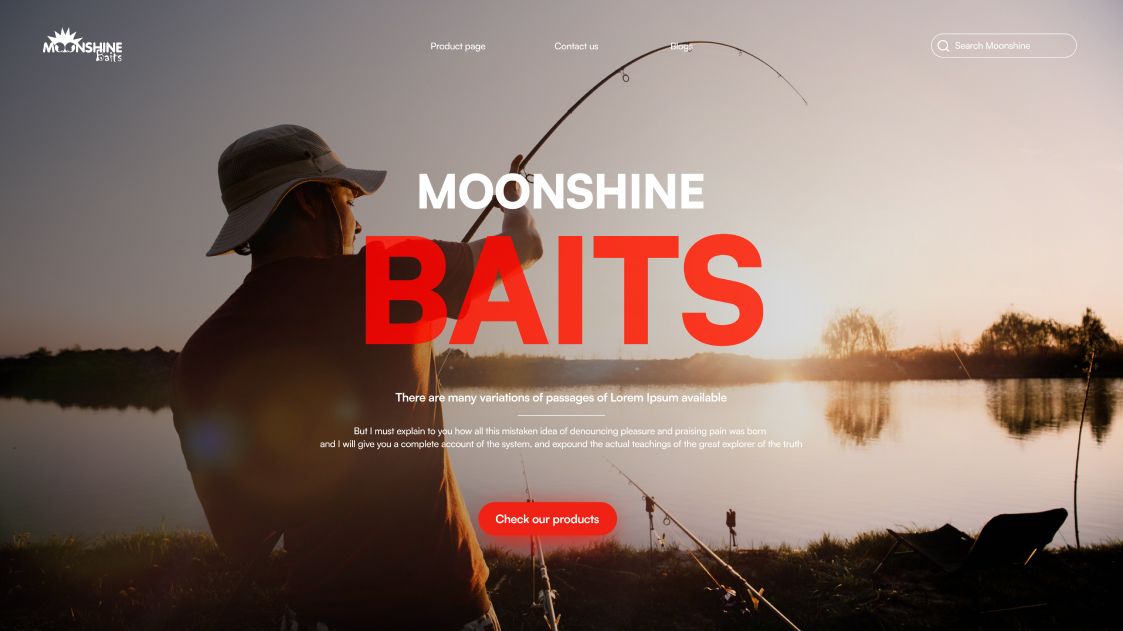 MOONSHINE
Baits
Product page
Contact us
Blogs
Search Moonshine
MOONSHINE
BAITS
There are many variations of passages of Lorem Ipsum available
But I must explain to you how all this mistaken idea of denouncing pleasure and praising pain was born
and I will give you a complete account of the system, and expound the actual teachings of the great explorer of the truth
Check our products